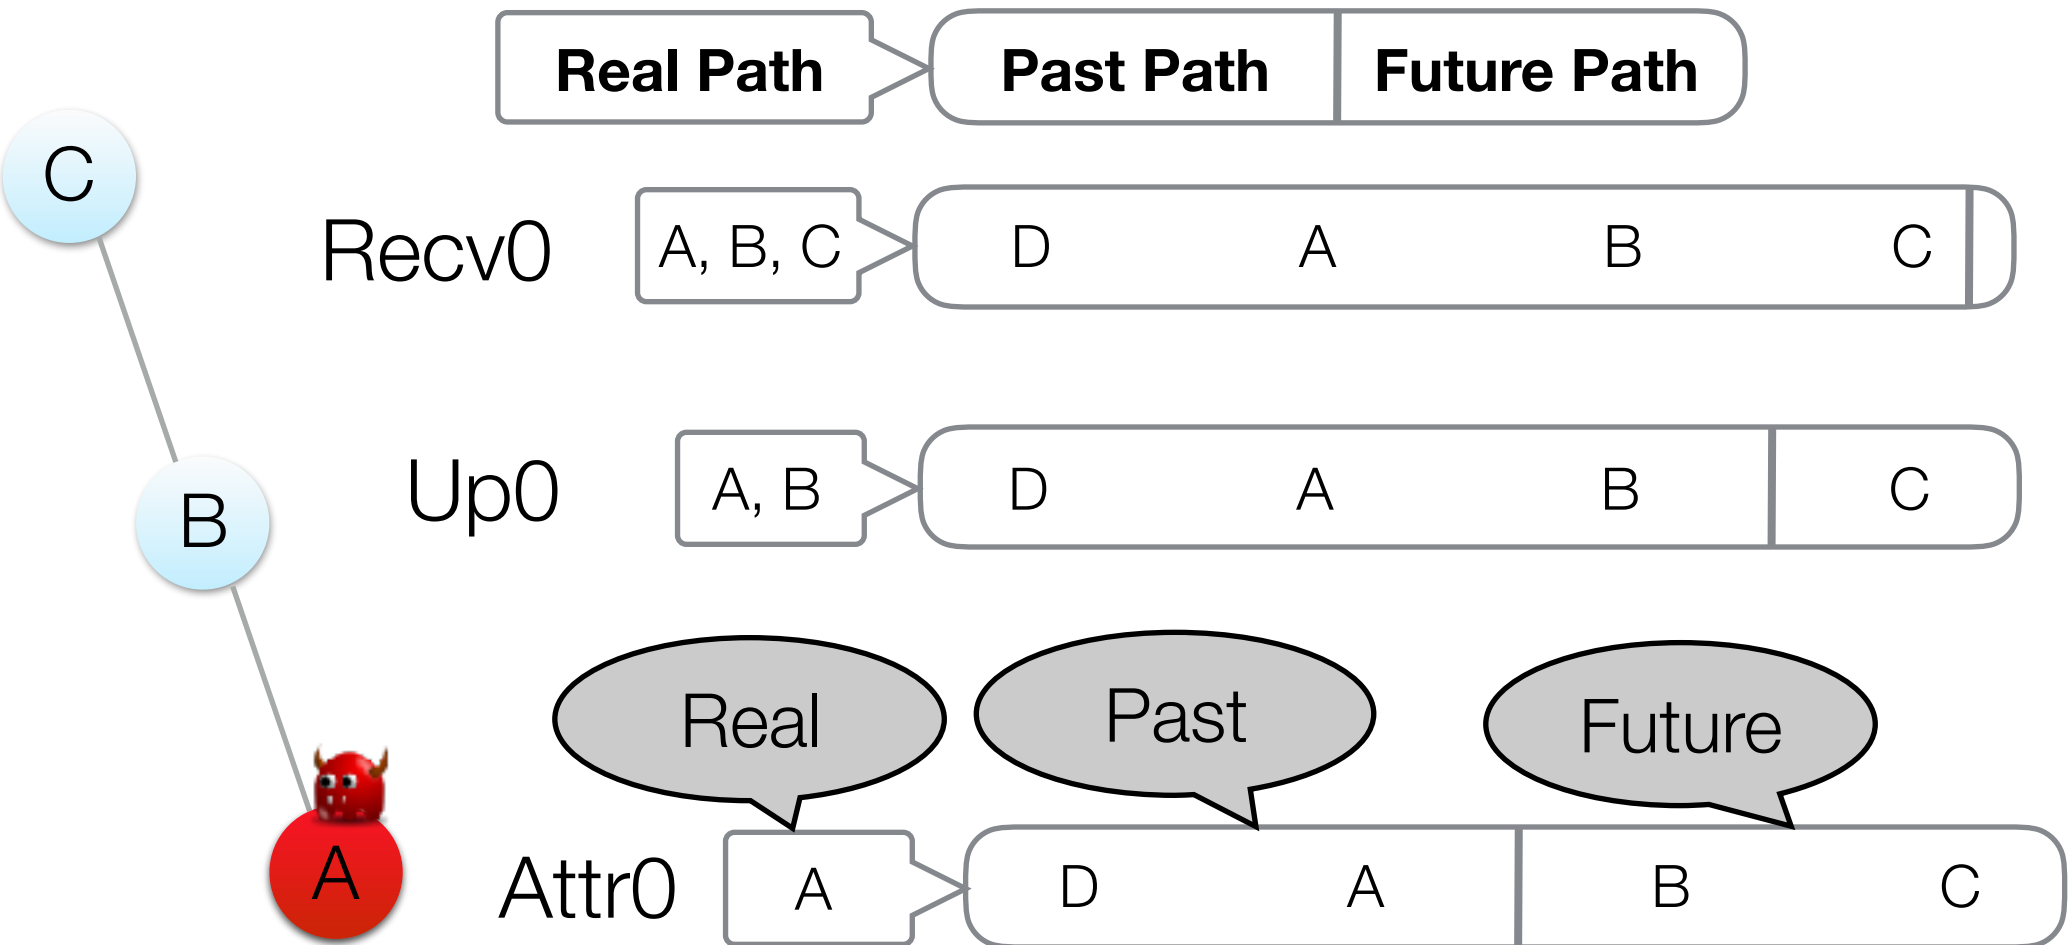 Real Path Past Path Future Path
C
Recv0 A, B, C D A B C
Up0 A, B D A B C
B
Real Past Future
A
Attr0 A D A B C